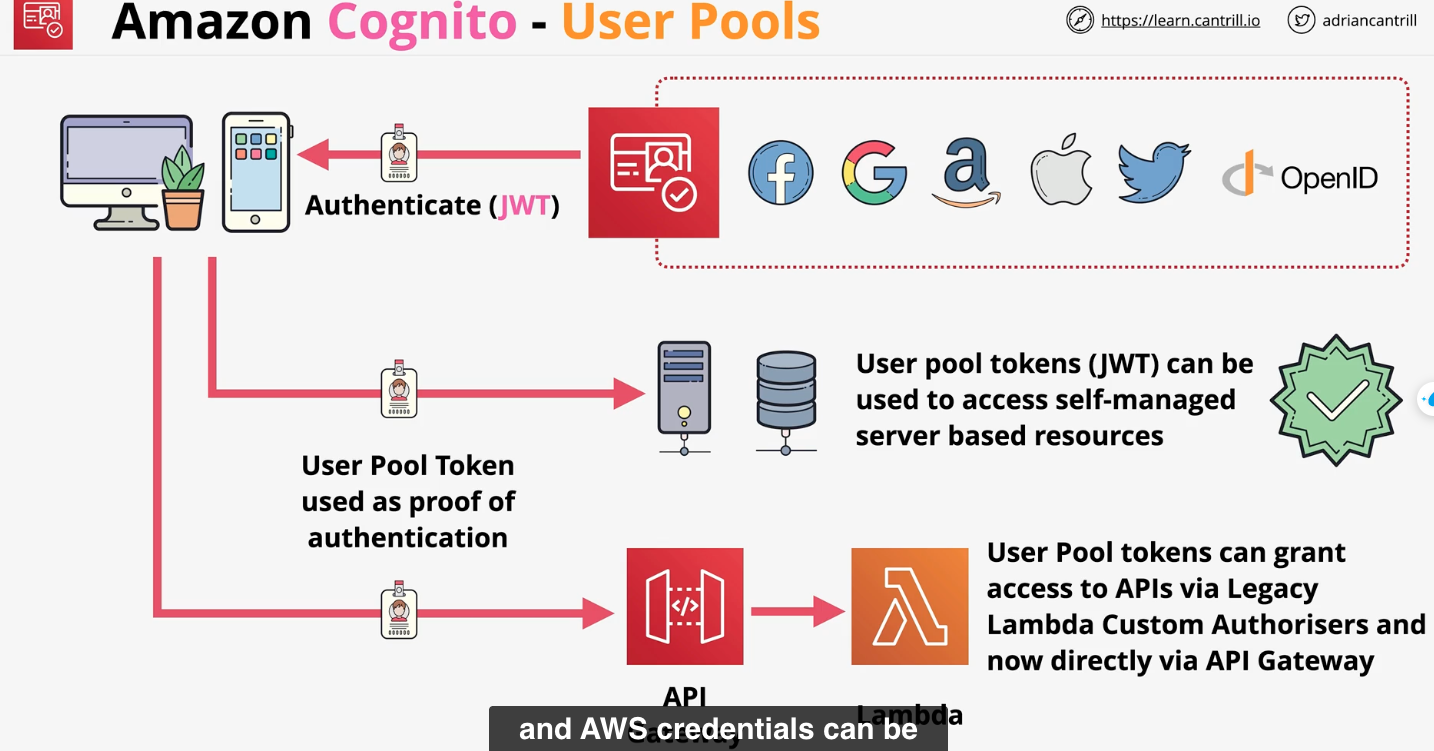 Amazon Cognito - User Pools
https://learn.cantrill.io
adriancantrill
Authenticate (JWT)
OpenID
User pool tokens (JWT) can be
used to access self-managed
server based resources
User Pool Token
used as proof of
authentication
User Pool tokens can grant
access to APIs via Legacy
Lambda Custom Authorisers and
now directly via API Gateway
API
Gateway
Lambda
and AWS credentials can be